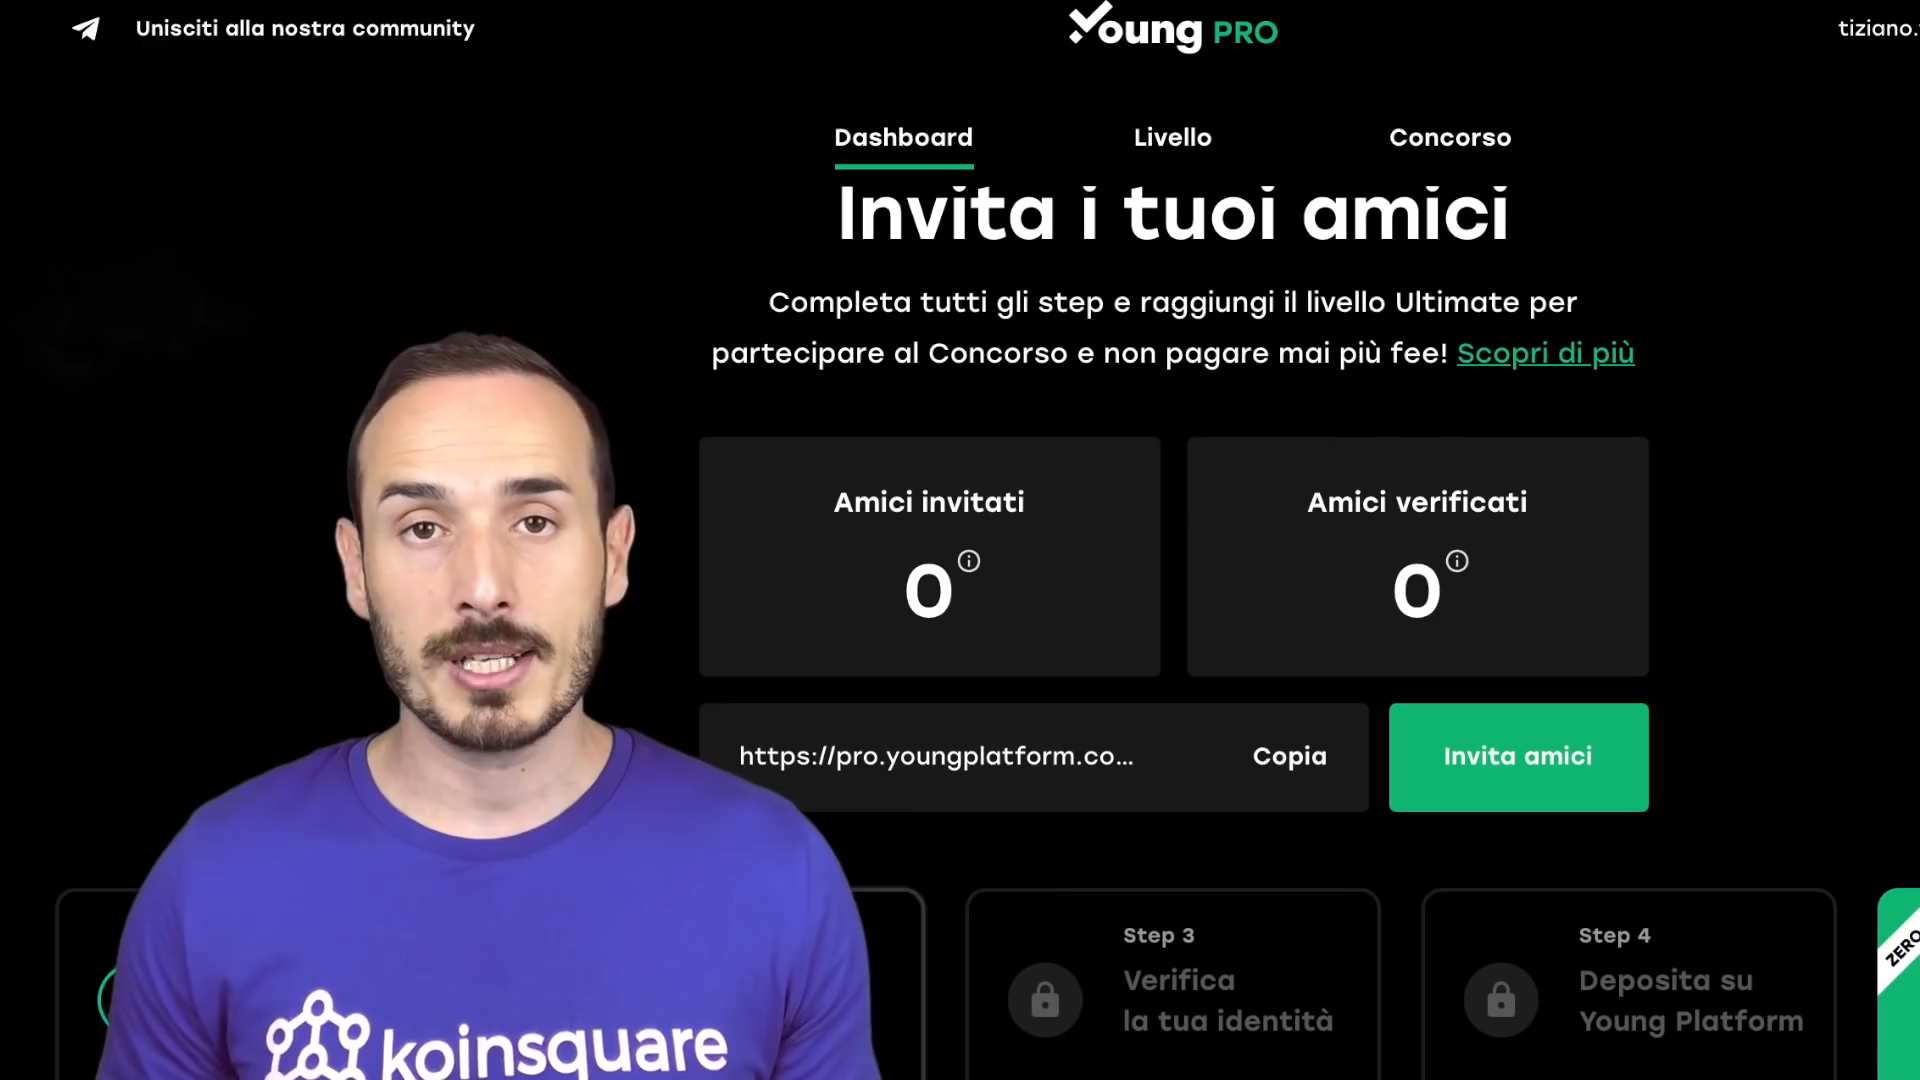 Unisciti alla nostra community
Young PRO
Dashboard
Livello
Concorso
Invita i tuoi amici
Completa tutti gli step e raggiungi il livello Ultimate per
partecipare al Concorso e non pagare mai più fee! Scopri di più
Amici invitati
0
Amici verificati
0
https://pro.youngplatform.co...
Copia
Invita amici
Step 3
Verifica
la tua identità
Step 4
Deposita su
Young Platform
ZERO
koinsquare